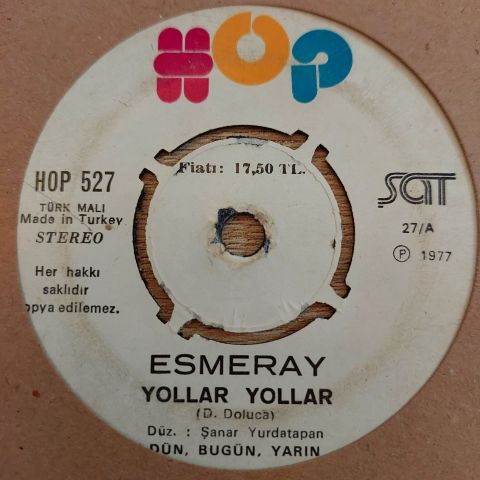 HOP
Fiatı: 17,50 TL.
HOP 527
TÜRK MALI
Made in Turkey
STEREO
Her hakkı
saklıdır
opya edilemez.
SAT
27/A
Ⓟ 1977
ESMERAY
YOLLAR YOLLAR
(D. Doluca)
Düz. : Şanar Yurdatapan
DÜN, BUGÜN, YARIN